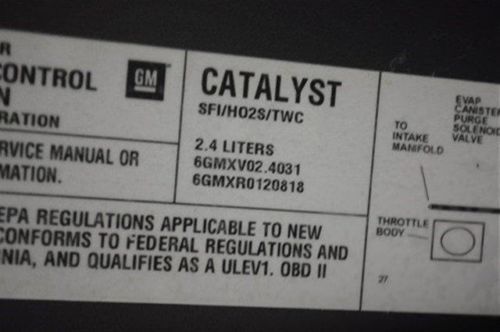 R
CONTROL
N
RATION
GM
CATALYST
SFI/HO2S/TWC
RVICE MANUAL OR
MATION.
2.4 LITERS
6GMXV02.4031
6GMXR0120818
EPA REGULATIONS APPLICABLE TO NEW
CONFORMS TO FEDERAL REGULATIONS AND
NIA, AND QUALIFIES AS A ULEV1. OBD II
EVAP
CANISTER
PURGE
SOLENOID
VALVE
TO
INTAKE
MANIFOLD
THROTTLE
BODY
27